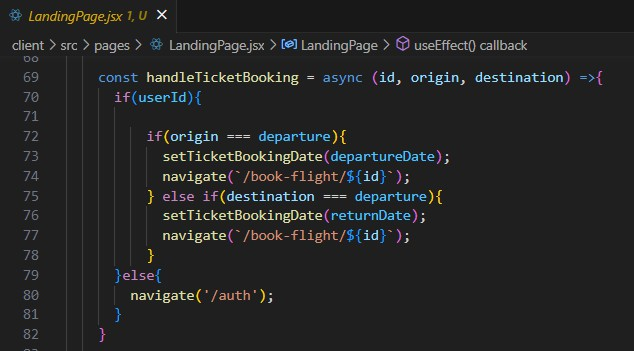 LandingPage.jsx 1, U ×
client > src > pages > LandingPage.jsx > LandingPage > useEffect() callback
68
69 const handleTicketBooking = async (id, origin, destination) =>{
70 if(userId){
71
72 if(origin === departure){
73 setTicketBookingDate(departureDate);
74 navigate(`/book-flight/${id}`);
75 } else if(destination === departure){
76 setTicketBookingDate(returnDate);
77 navigate(`/book-flight/${id}`);
78 }
79 }else{
80 navigate('/auth');
81 }
82 }